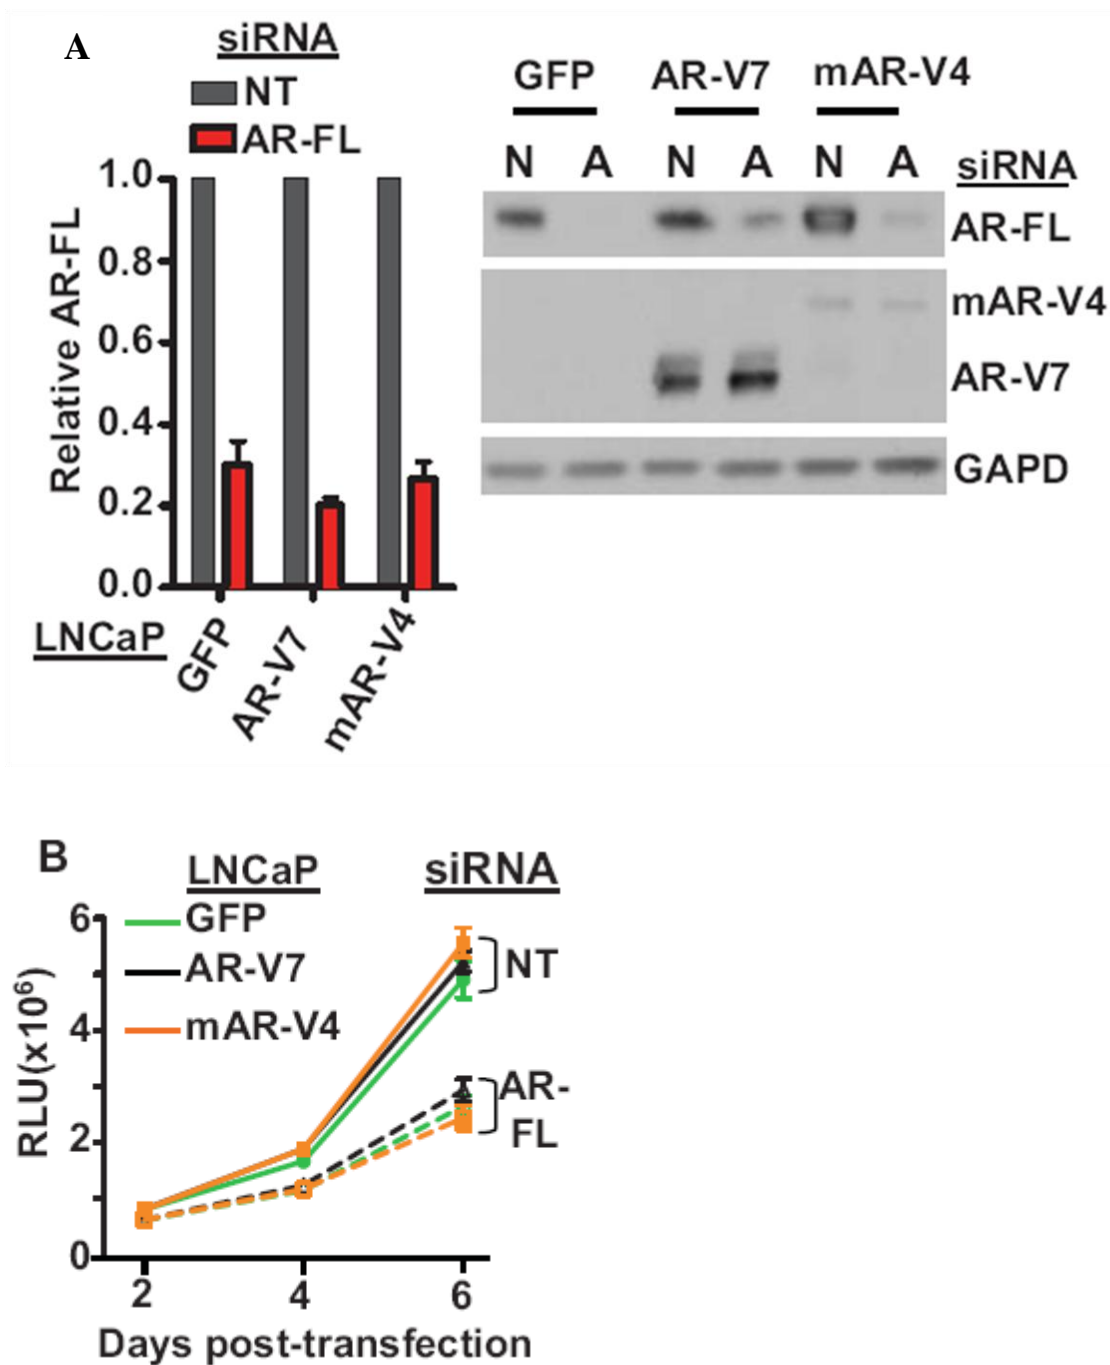 A
siRNA
NT
AR-FL
1.0
0.8
0.6
0.4
0.2
0.0
Relative AR-FL
LNCaP
GFP
AR-V7
mAR-V4
GFP AR-V7 mAR-V4
N A N A N A siRNA
AR-FL
mAR-V4
AR-V7
GAPD
B
LNCaP siRNA
GFP
AR-V7
mAR-V4
NT
AR-
FL
6
4
2
0
RLU(x10⁶)
2 4 6
Days post-transfection